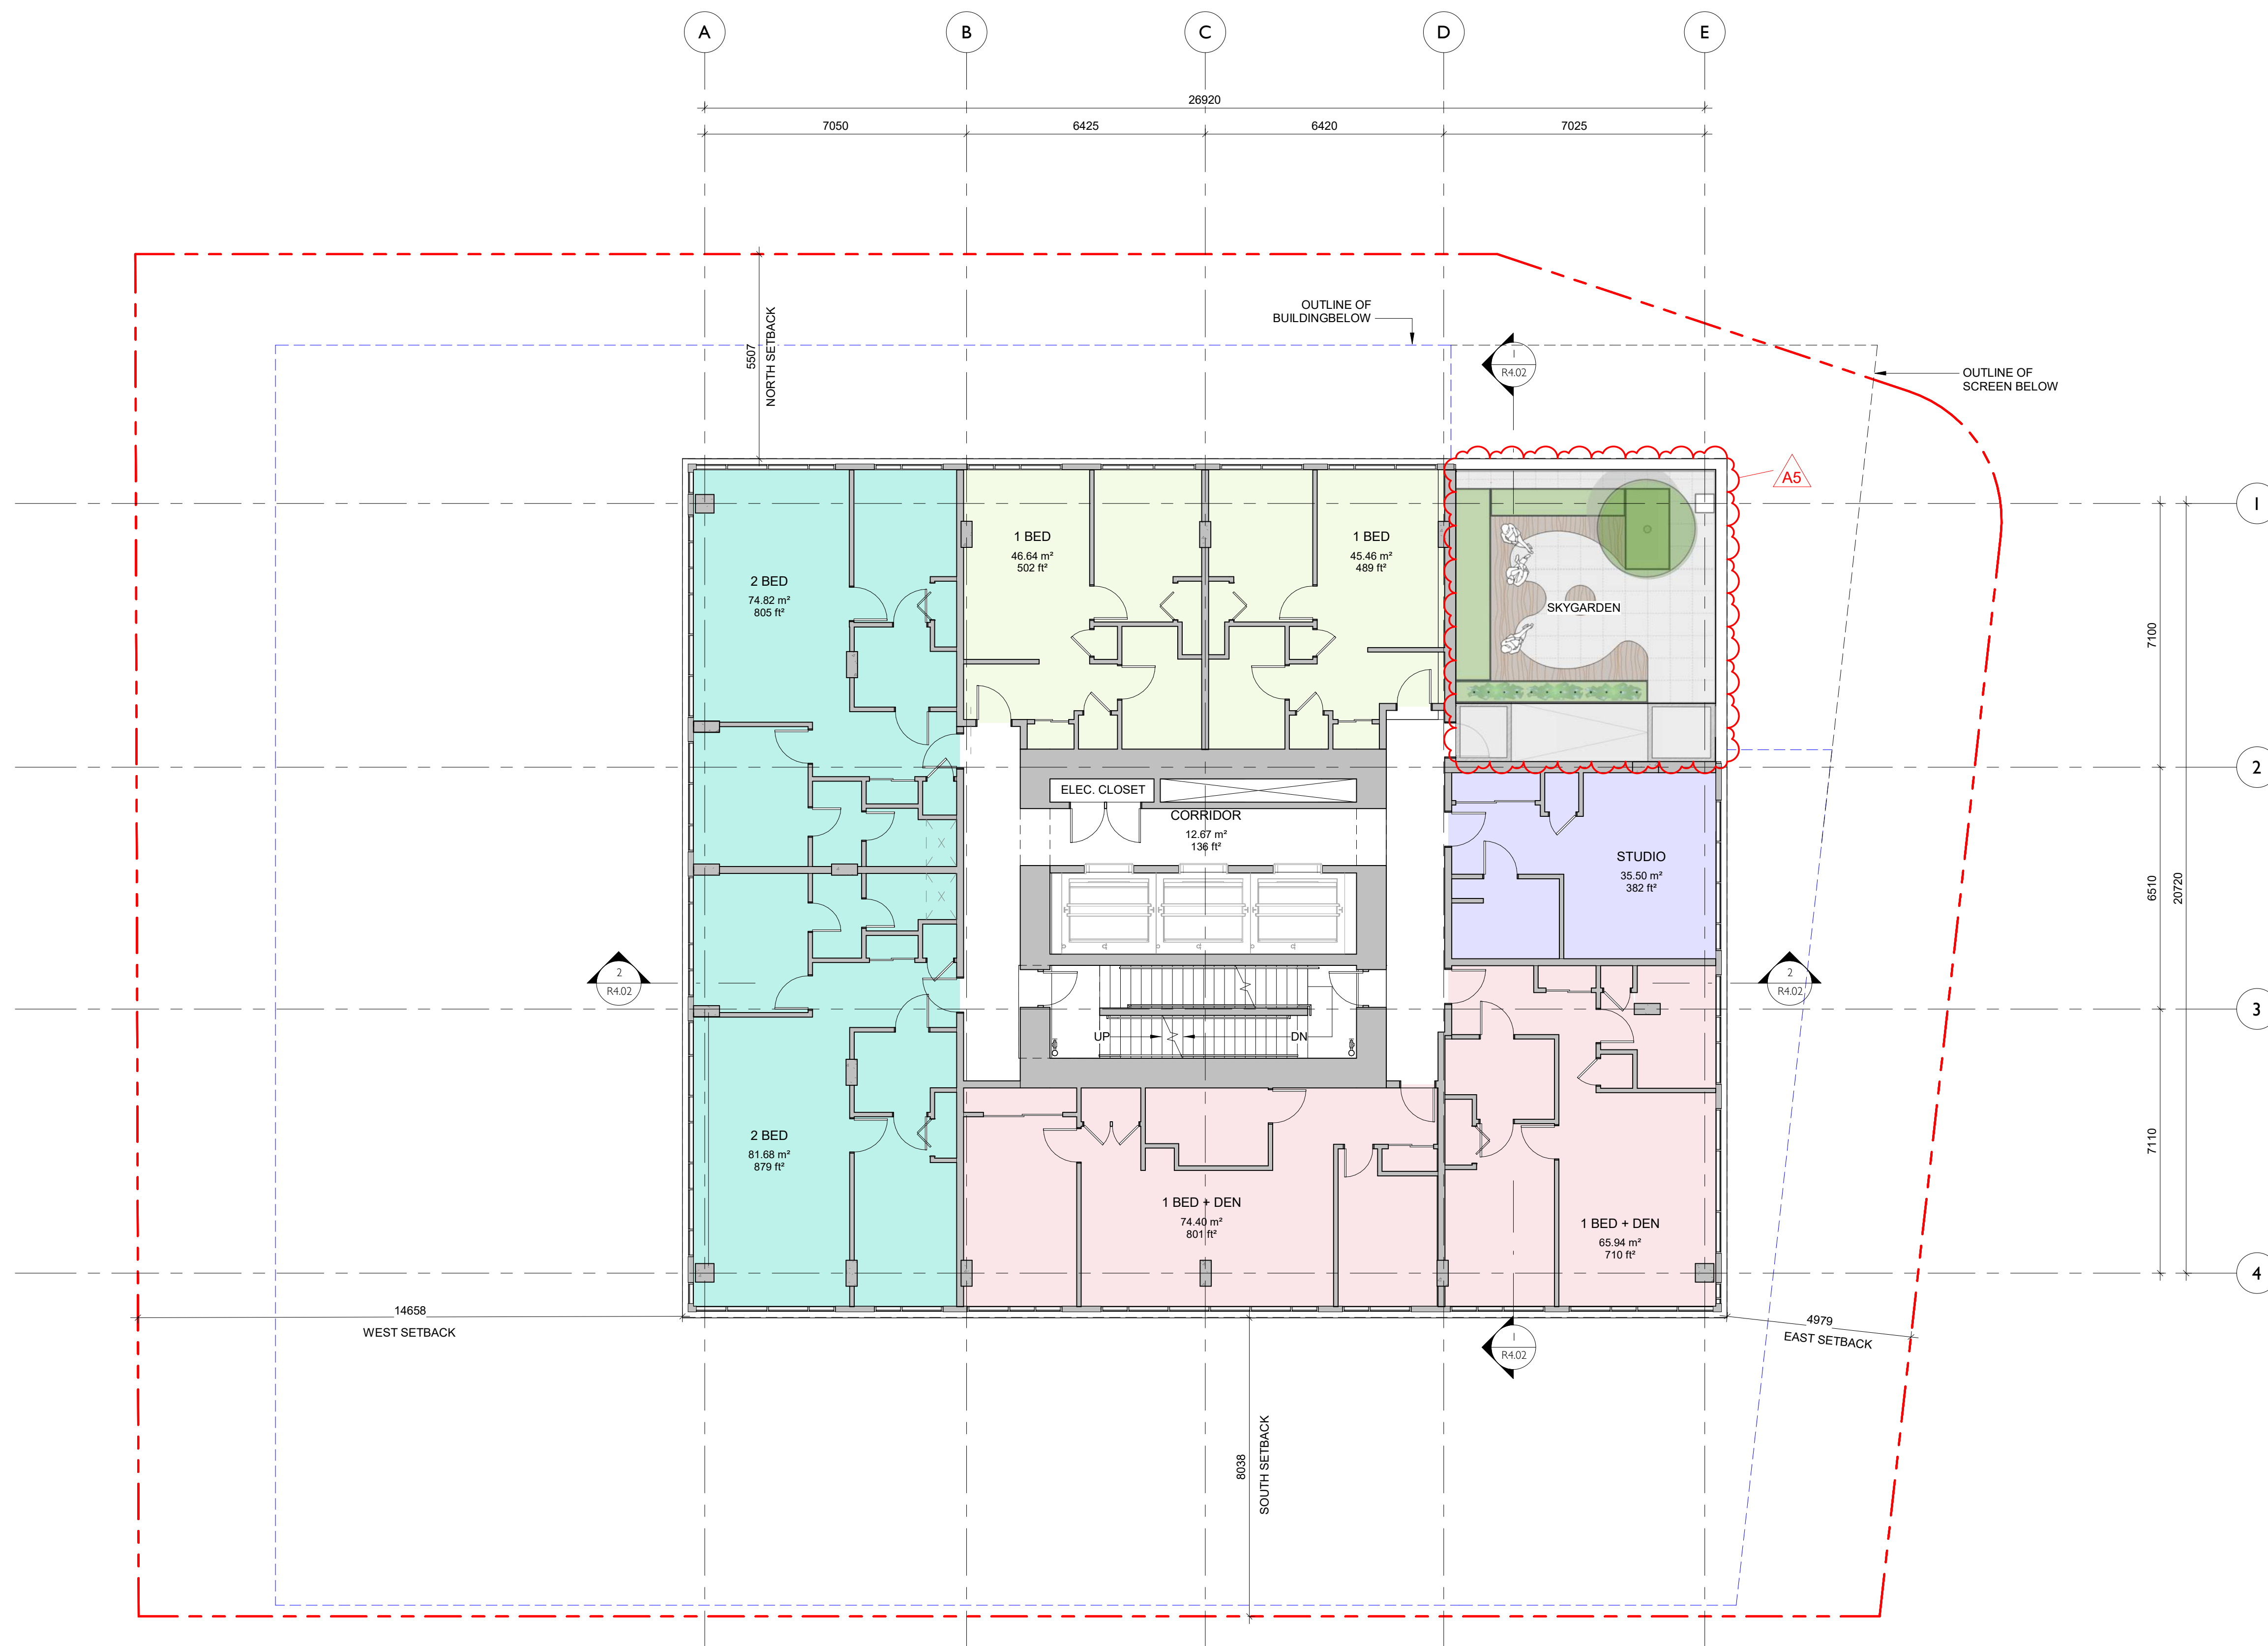 A
B
C
D
E
26920
7050
6425
6420
7025
OUTLINE OF
BUILDINGBELOW
5507
NORTH SETBACK
1
R4.02
OUTLINE OF
SCREEN BELOW
A5
1
1 BED
46.64 m²
502 ft²
1 BED
45.46 m²
489 ft²
2 BED
74.82 m²
805 ft²
SKYGARDEN
7100
2
ELEC. CLOSET
CORRIDOR
12.67 m²
136 ft²
STUDIO
35.50 m²
382 ft²
6510
20720
2
R4.02
2
R4.02
3
UP
DN
2 BED
81.68 m²
879 ft²
7110
1 BED + DEN
74.40 m²
801 ft²
1 BED + DEN
65.94 m²
710 ft²
4
14658
WEST SETBACK
4979
EAST SETBACK
1
R4.02
8038
SOUTH SETBACK